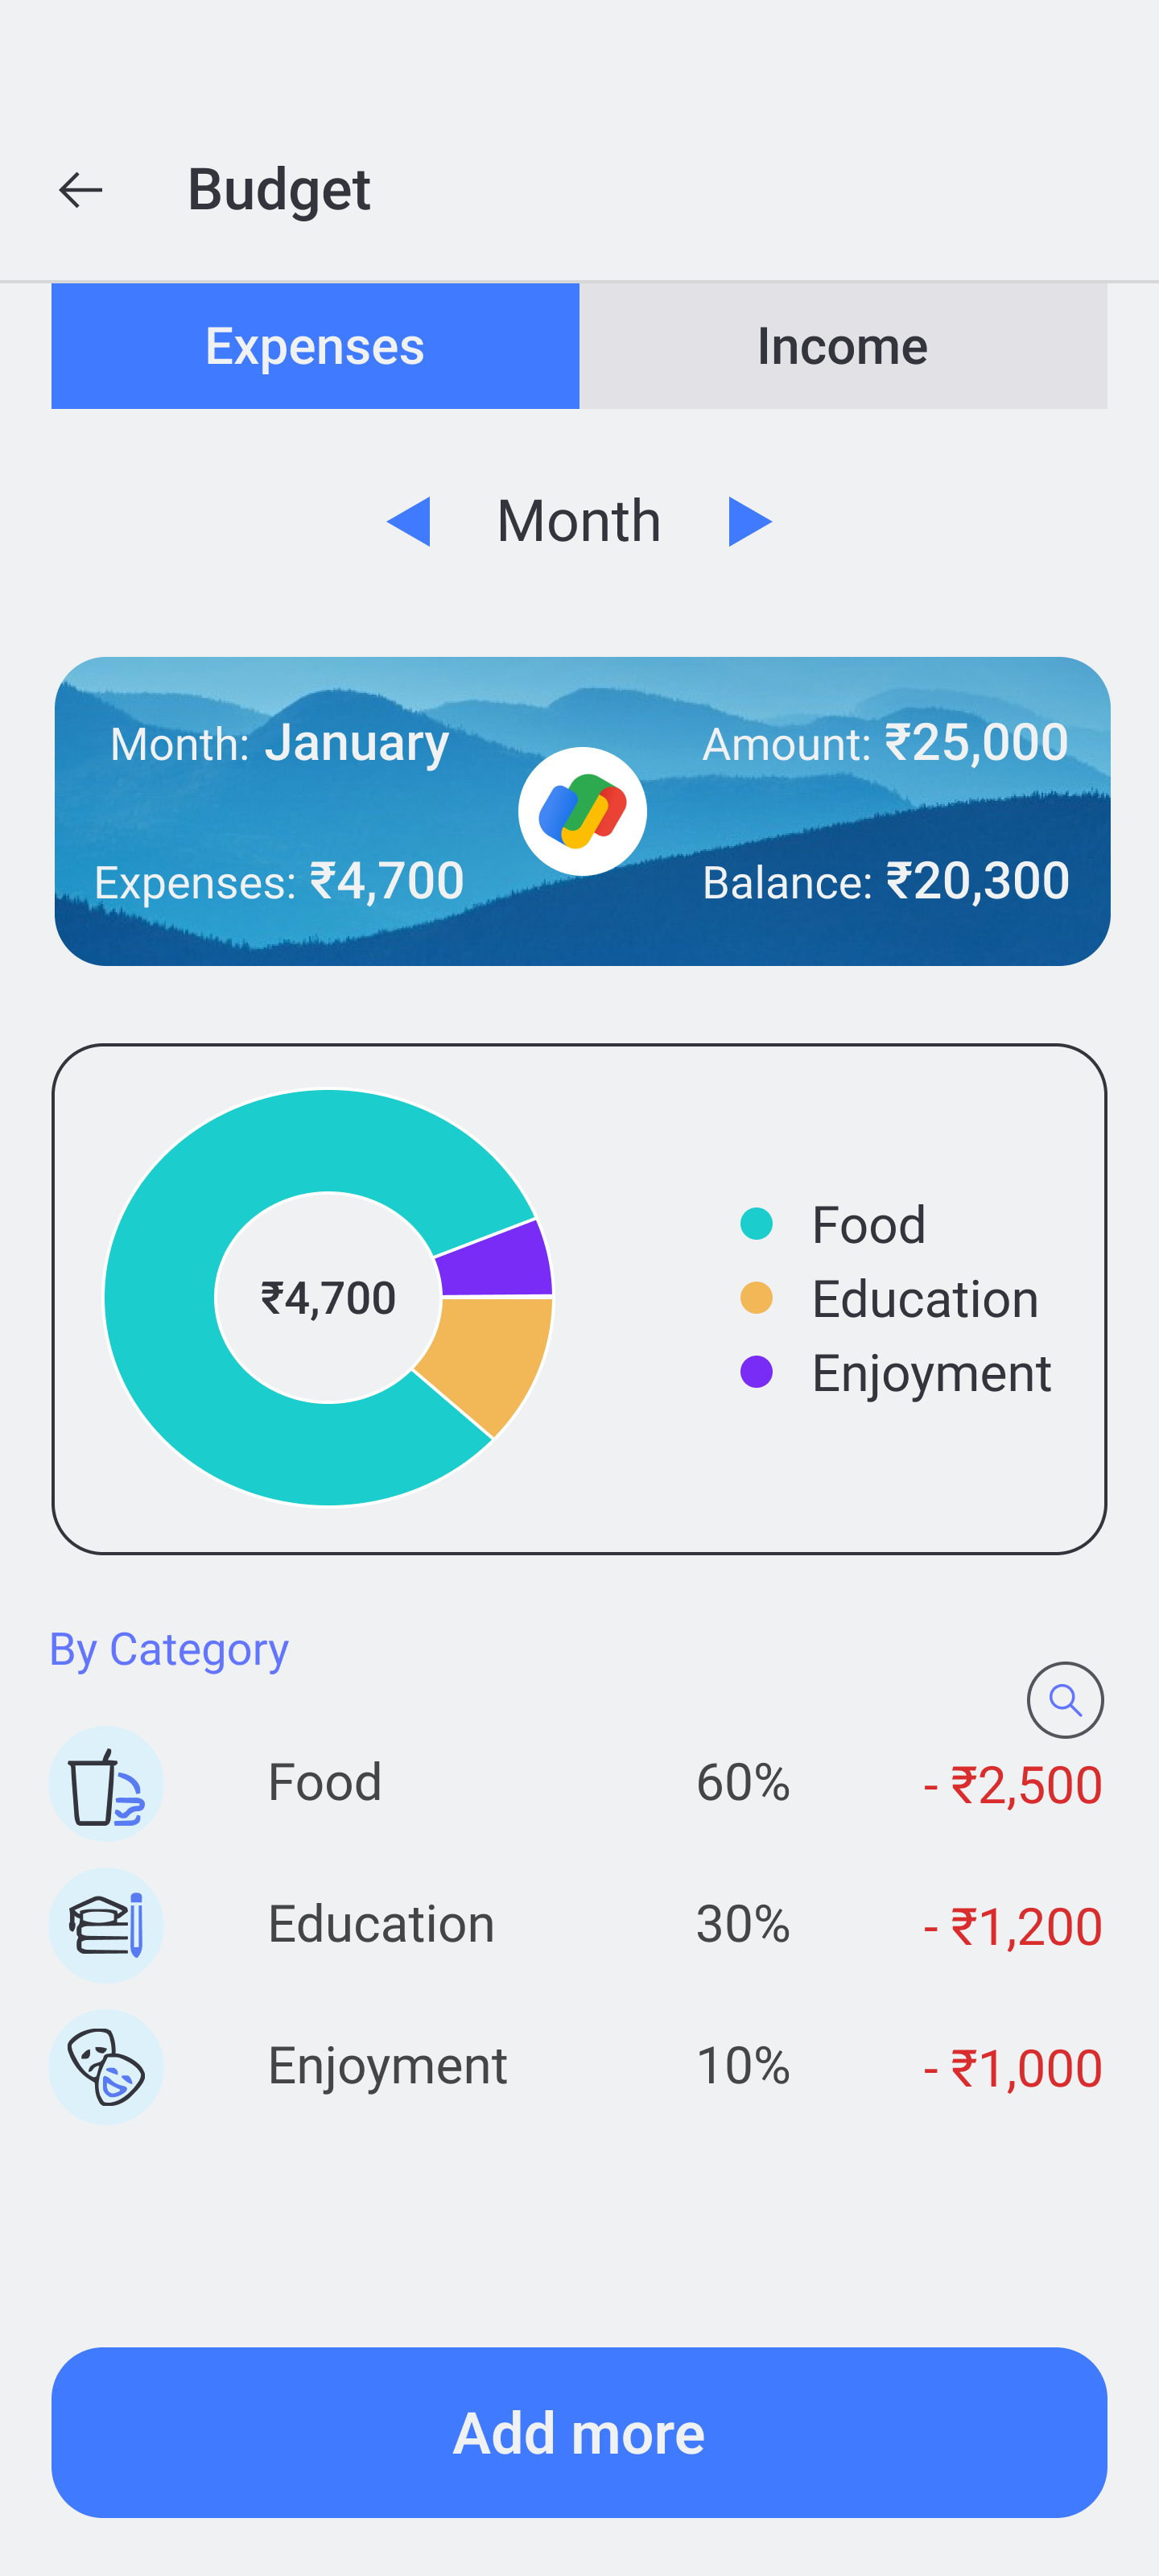 Budget
Expenses Income
Month
Month: January Amount: ₹25,000
Expenses: ₹4,700 Balance: ₹20,300
₹4,700
Food
Education
Enjoyment
By Category
Food 60% - ₹2,500
Education 30% - ₹1,200
Enjoyment 10% - ₹1,000
Add more